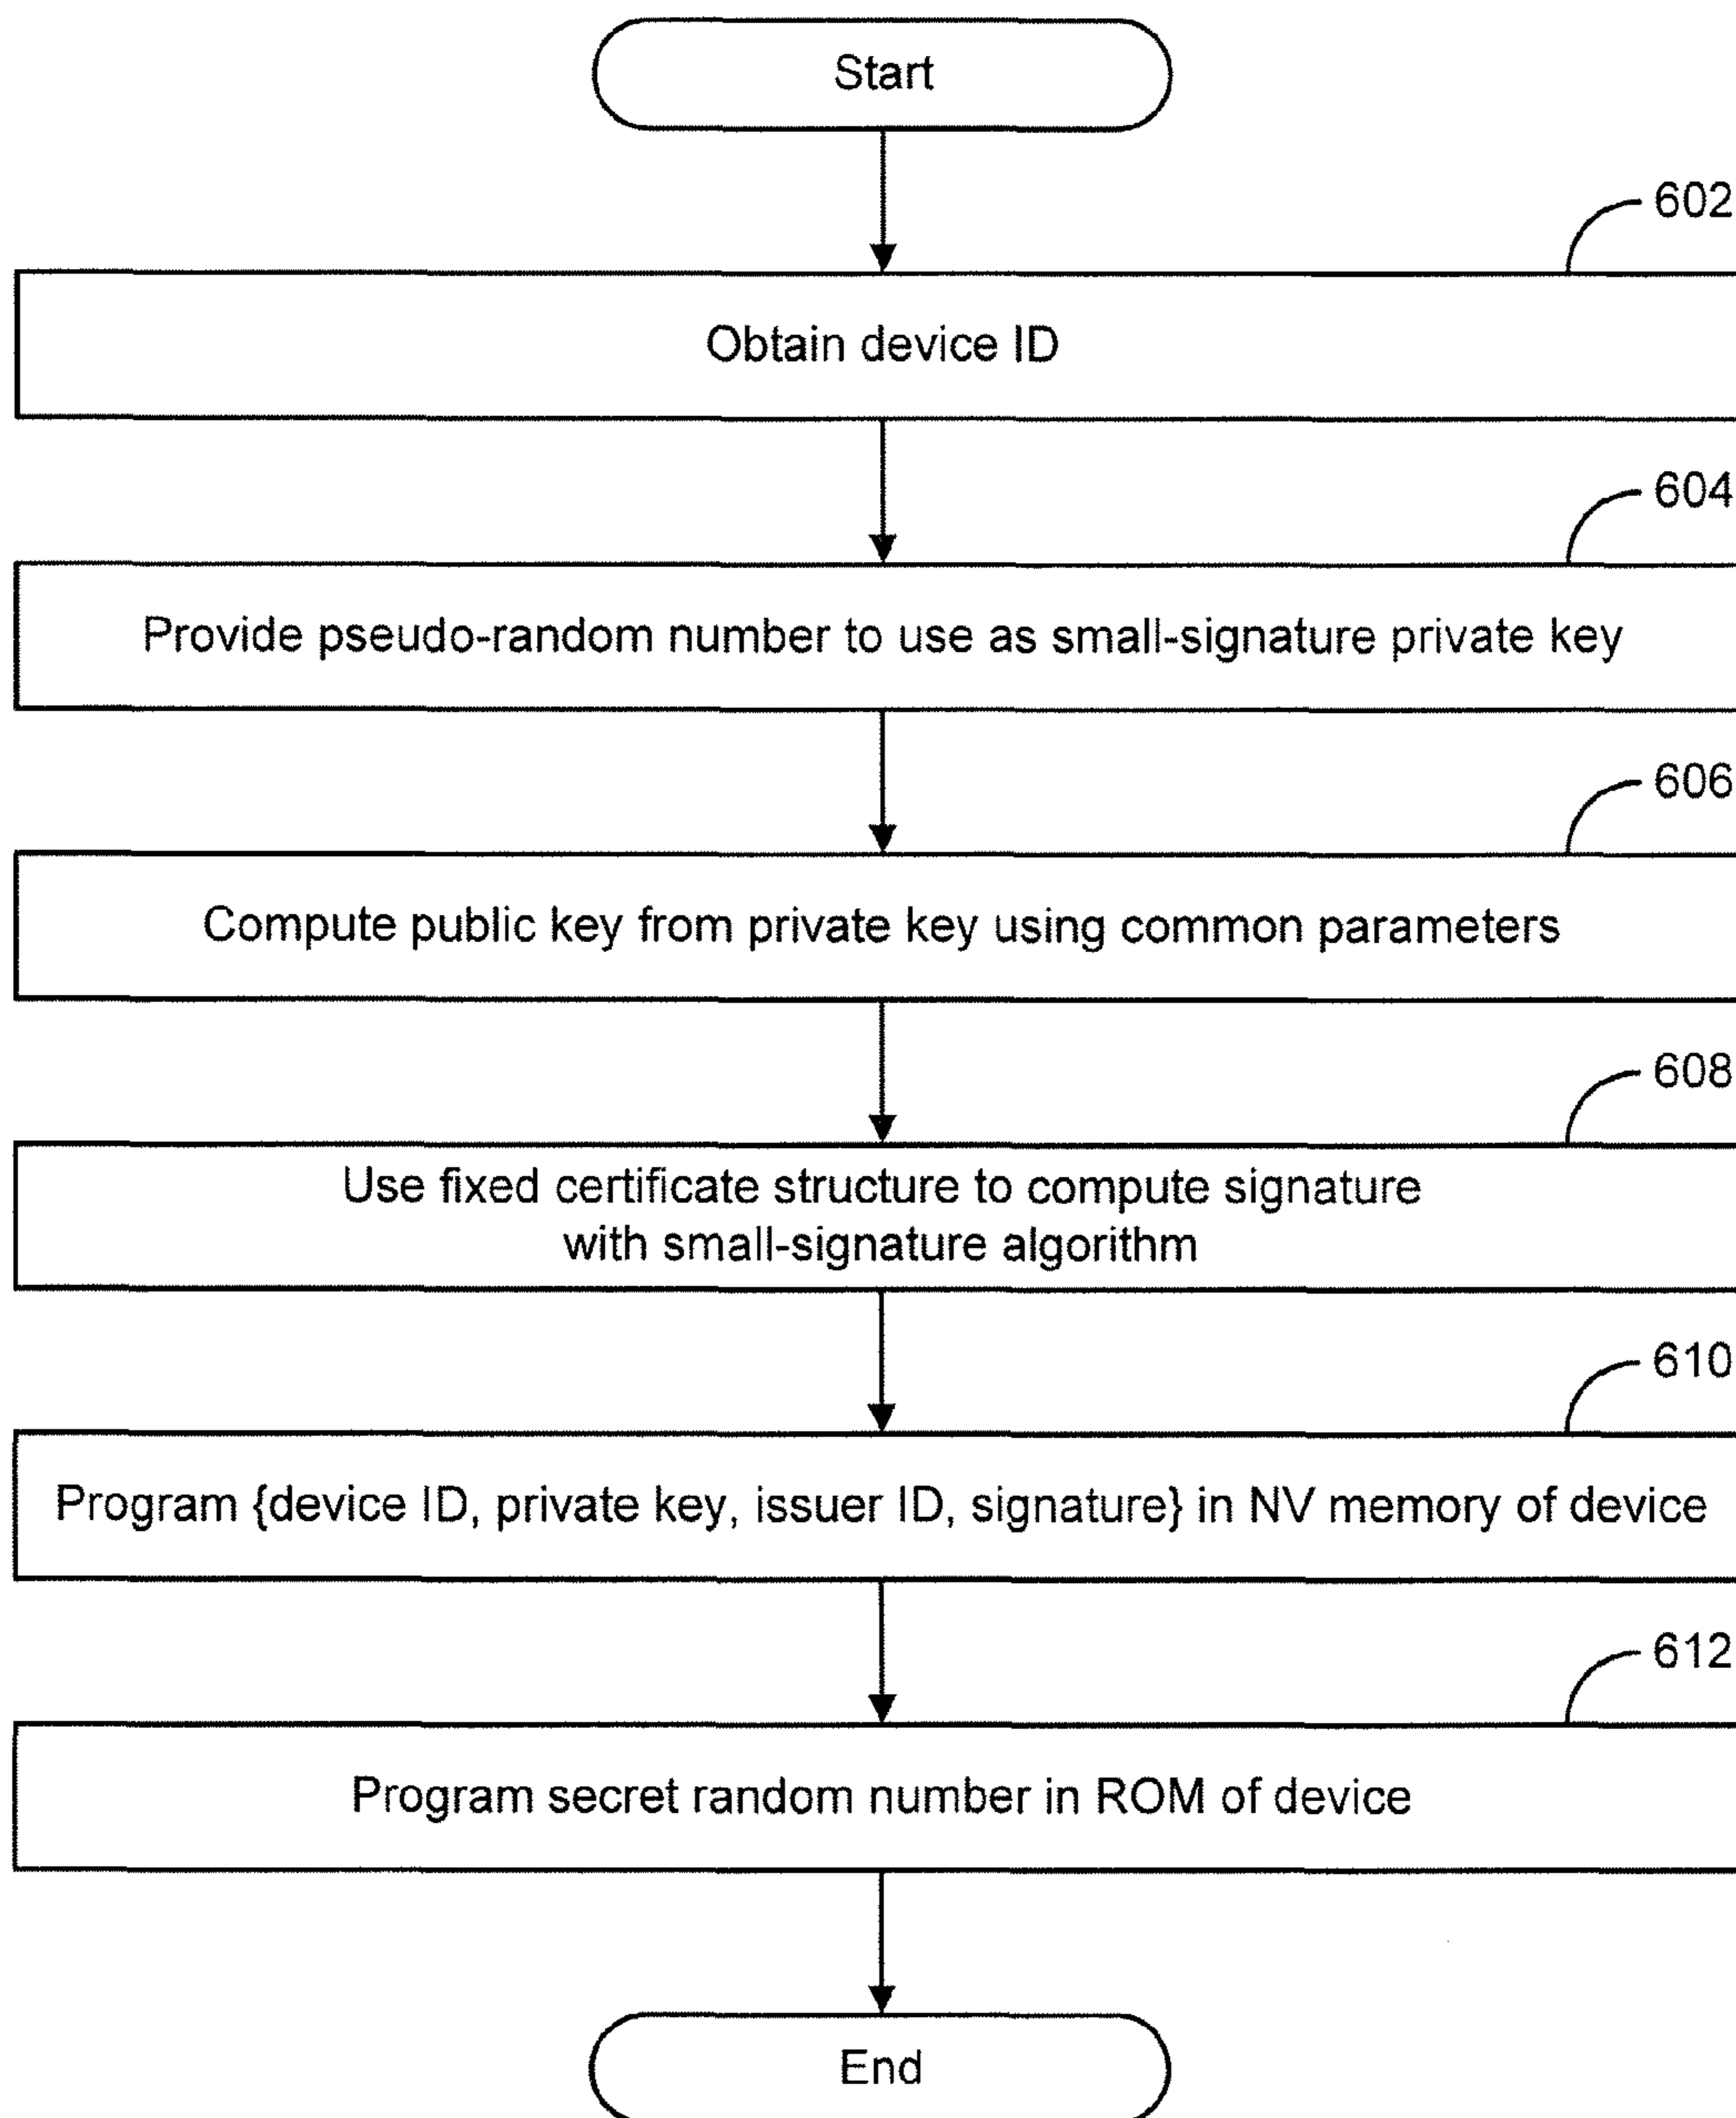 Start
602
Obtain device ID
604
Provide pseudo-random number to use as small-signature private key
606
Compute public key from private key using common parameters
608
Use fixed certificate structure to compute signature
with small-signature algorithm
610
Program {device ID, private key, issuer ID, signature} in NV memory of device
612
Program secret random number in ROM of device
End